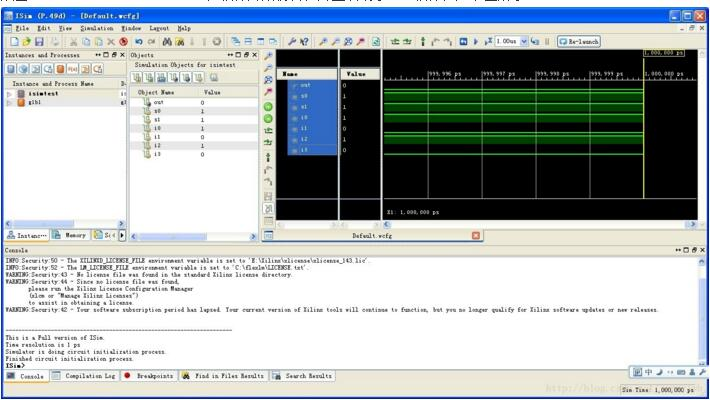 ISim (P.49d) - [Default.wcfg]
File Edit View Simulation Window Layout Help
1.00us Re-launch
Instances and Processes
Objects
Simulation Objects for isimtest
Instance and Process Name
isimtest
glbl
Object Name Value
out 0
s0 1
s1 1
i0 1
i1 0
i2 1
i3 0
Name Value
out 0
s0 1
s1 1
i0 1
i1 0
i2 1
i3 0
1,000,000 ps
999,996 ps 999,997 ps 999,998 ps 999,999 ps 1,000,000 ps
X1: 1,000,000 ps
Instanc... Memory
Default.wcfg
Console
INFO:Security:50 - The XILINXD_LICENSE_FILE environment variable is set to 'E:\Xilinx\xlicense\xlicense_143.lic'.
INFO:Security:52 - The LM_LICENSE_FILE environment variable is set to 'C:\flexlm\LICENSE.txt'.
WARNING:Security:43 - No license file was found in the standard Xilinx license directory.
WARNING:Security:44 - Since no license file was found,
please run the Xilinx License Configuration Manager
(xlcm or "Manage Xilinx Licenses")
to assist in obtaining a license.
WARNING:Security:42 - Your software subscription period has lapsed. Your current version of Xilinx tools will continue to function, but you no longer qualify for Xilinx software updates or new releases.
This is a Full version of ISim.
Time resolution is 1 ps
Simulator is doing circuit initialization process.
Finished circuit initialization process.
ISim>
Console Compilation Log Breakpoints Find in Files Results Search Results
中
http://blog.c
Sim Time: 1,000,000 ps